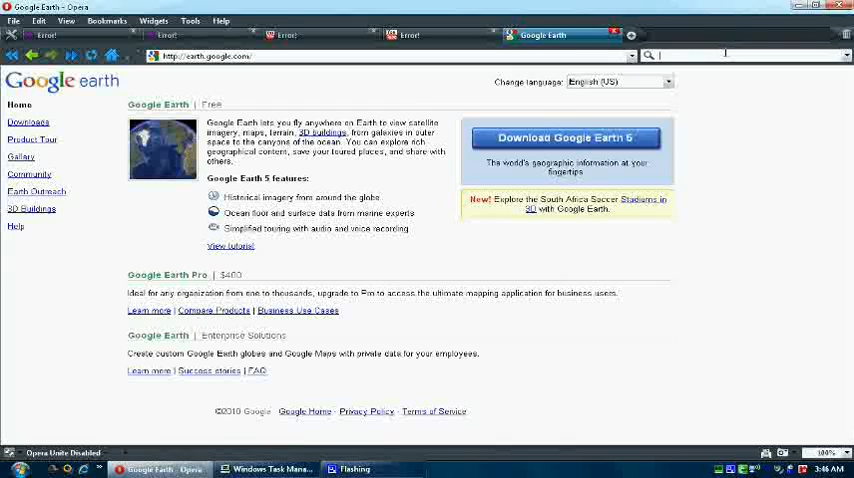 Google Earth - Opera
File Edit View Bookmarks Widgets Tools Help
Error! Error! Error! Error! Google Earth
http://earth.google.com/
Google earth
Change language: English (US)
Home
Downloads
Product Tour
Gallery
Community
Earth Outreach
3D Buildings
Help
Google Earth | Free
Google Earth lets you fly anywhere on Earth to view satellite
imagery, maps, terrain, 3D buildings, from galaxies in outer
space to the canyons of the ocean. You can explore rich
geographical content, save your toured places, and share with
others.
Google Earth 5 features:
Historical imagery from around the globe
Ocean floor and surface data from marine experts
Simplified touring with audio and voice recording
View tutorial
Download Google Earth 5
The world's geographic information at your
fingertips
New! Explore the South Africa Soccer Stadiums in
3D with Google Earth.
Google Earth Pro | $400
Ideal for any organization from one to thousands, upgrade to Pro to access the ultimate mapping application for business users.
Learn more | Compare Products | Business Use Cases
Google Earth | Enterprise Solutions
Create custom Google Earth globes and Google Maps with private data for your employees.
Learn more | Success stories | FAQ
©2010 Google Google Home - Privacy Policy - Terms of Service
Opera Unite Disabled
100%
Google Earth - Opera Windows Task Mana... Flashing 3:46 AM